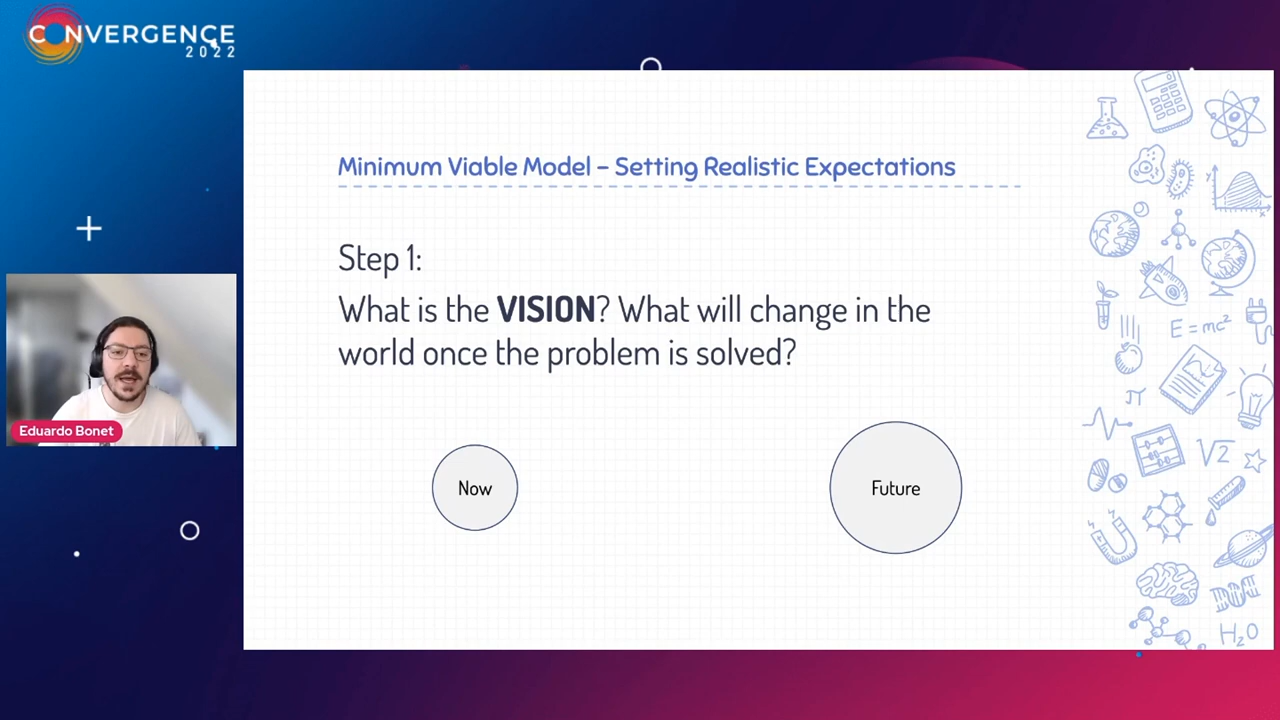 CONVERGENCE
2022
Minimum Viable Model – Setting Realistic Expectations
Step 1:
What is the VISION? What will change in the
world once the problem is solved?
Now
Future
Eduardo Bonet
y
x
E = mc²
π
√2
H₂O